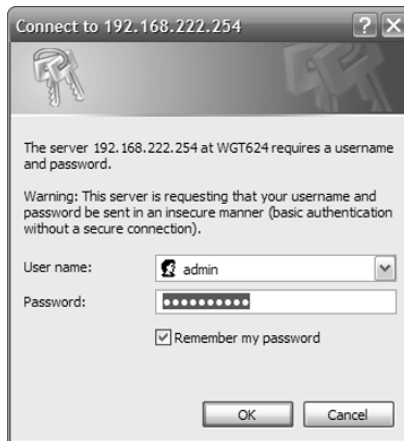 Connect to 192.168.222.254
The server 192.168.222.254 at WGT624 requires a username
and password.
Warning: This server is requesting that your username and
password be sent in an insecure manner (basic authentication
without a secure connection).
User name:
admin
Password:
Remember my password
OK
Cancel